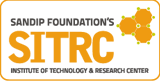 SANDIP FOUNDATION'S
SITRC
INSTITUTE OF TECHNOLOGY & RESEARCH CENTER